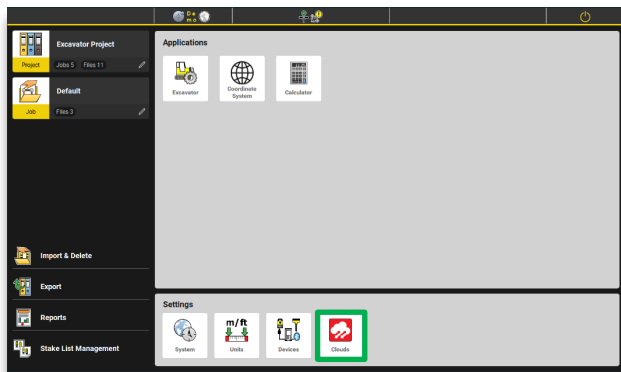 Excavator Project
Project
Jobs 5
Files 11
Default
Job
Files 3
Import & Delete
Export
Reports
Stake List Management
Applications
Excavator
Coordinate
System
Calculator
Settings
System
m/ft
Units
Devices
Clouds